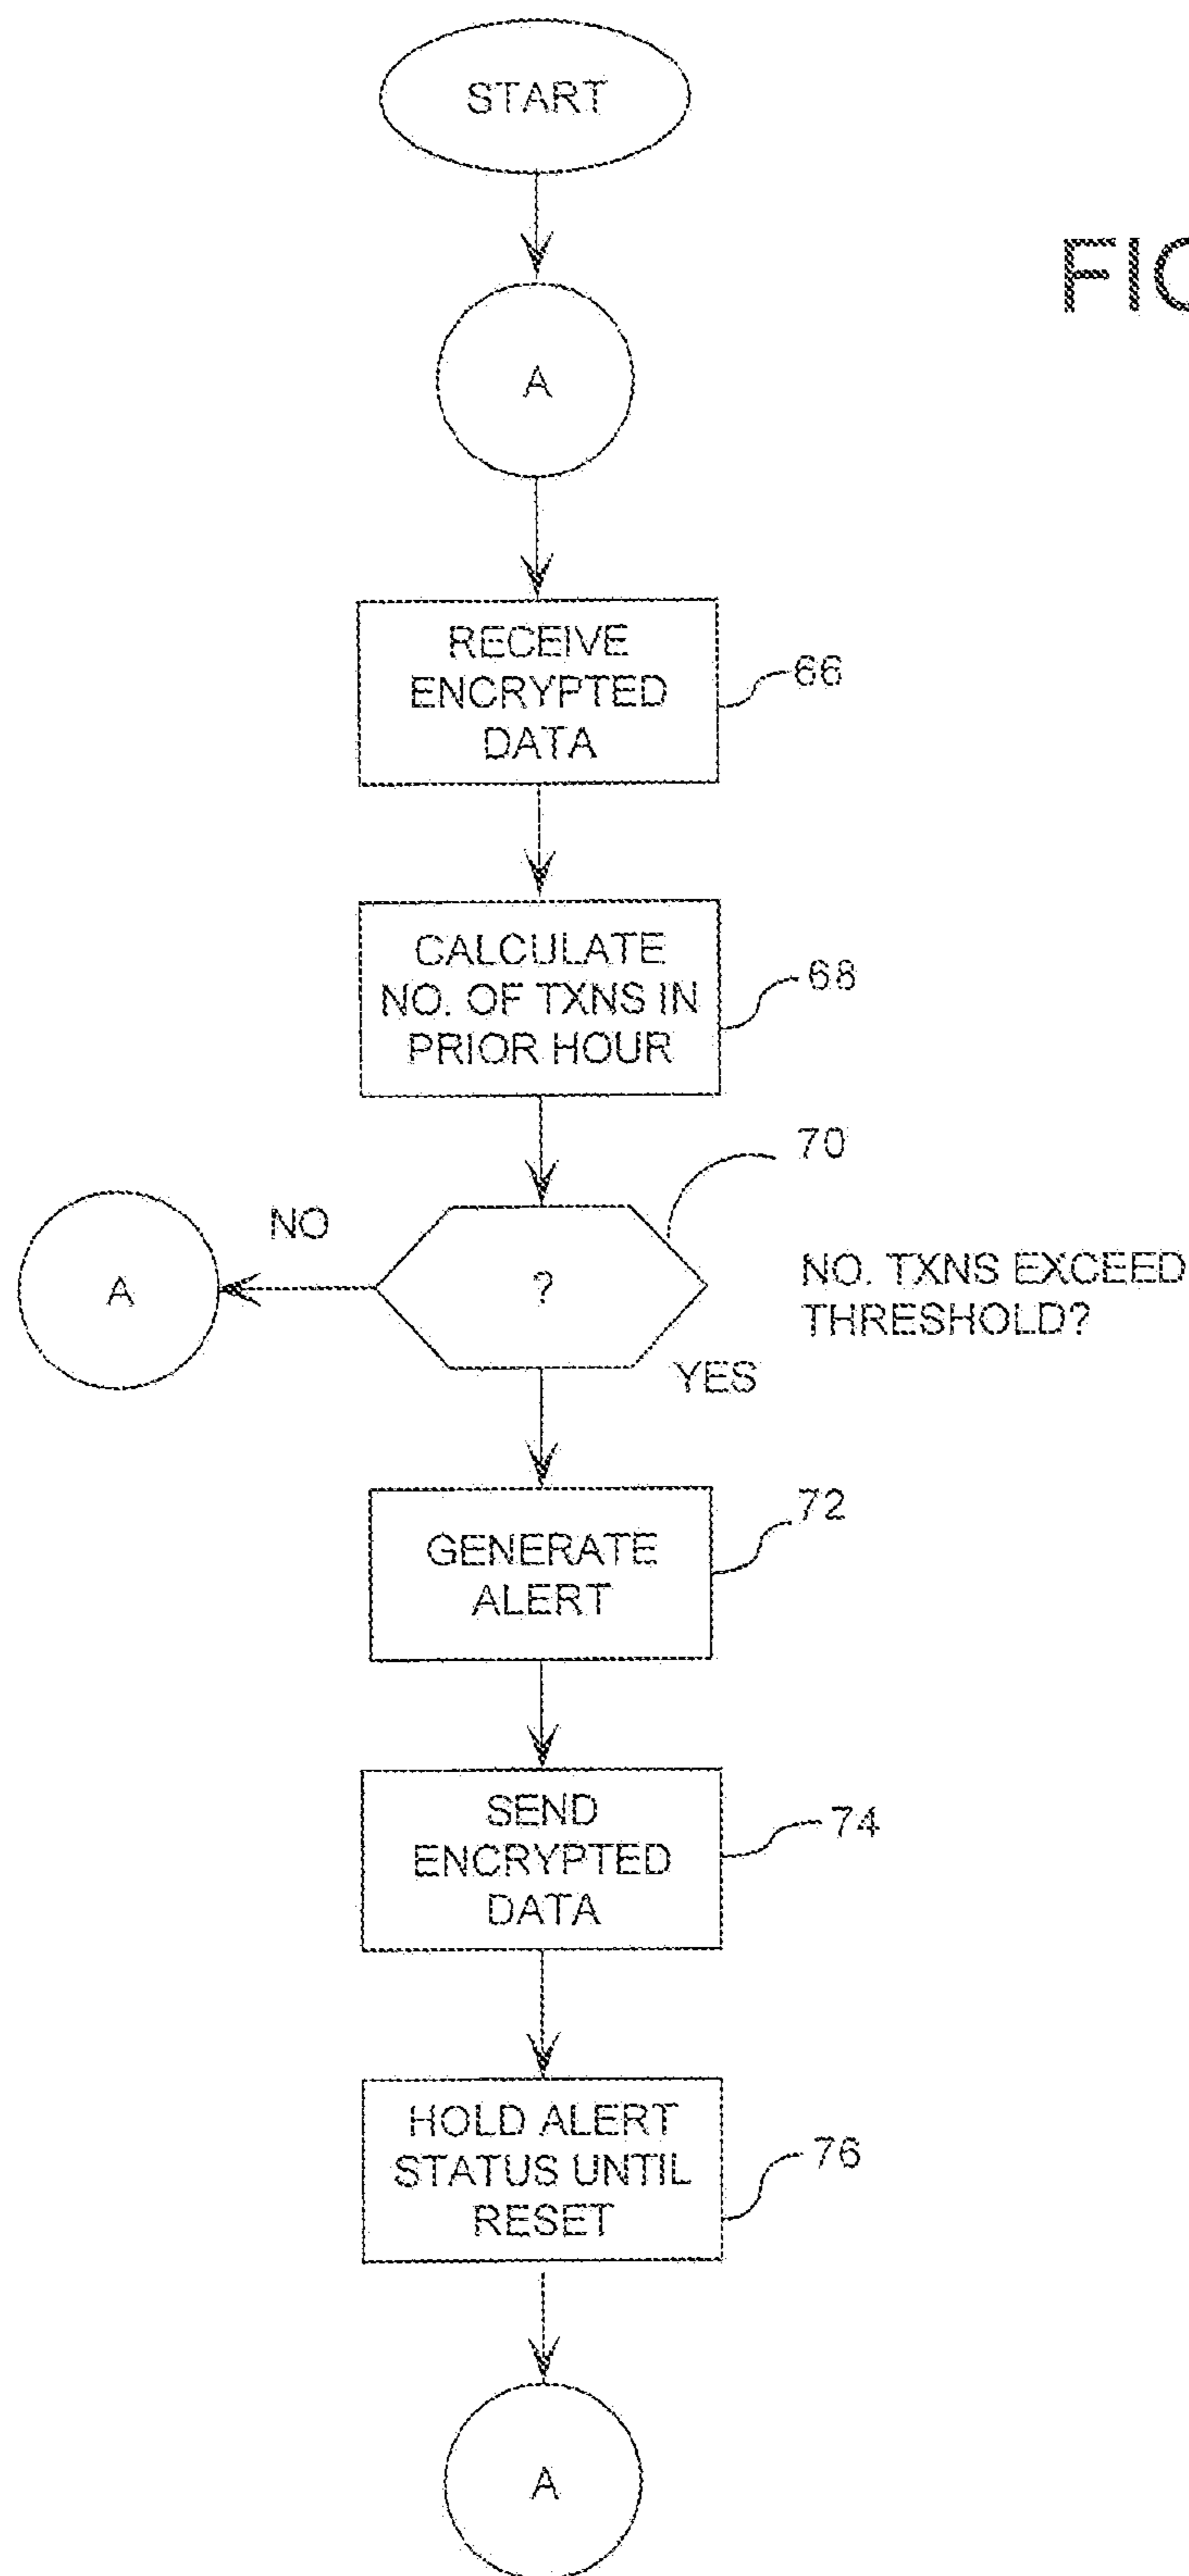 START
FIG
A
RECEIVE
ENCRYPTED
DATA
66
CALCULATE
NO. OF TXNS IN
PRIOR HOUR
68
70
NO
A
?
NO. TXNS EXCEED
THRESHOLD?
YES
GENERATE
ALERT
72
SEND
ENCRYPTED
DATA
74
HOLD ALERT
STATUS UNTIL
RESET
76
A